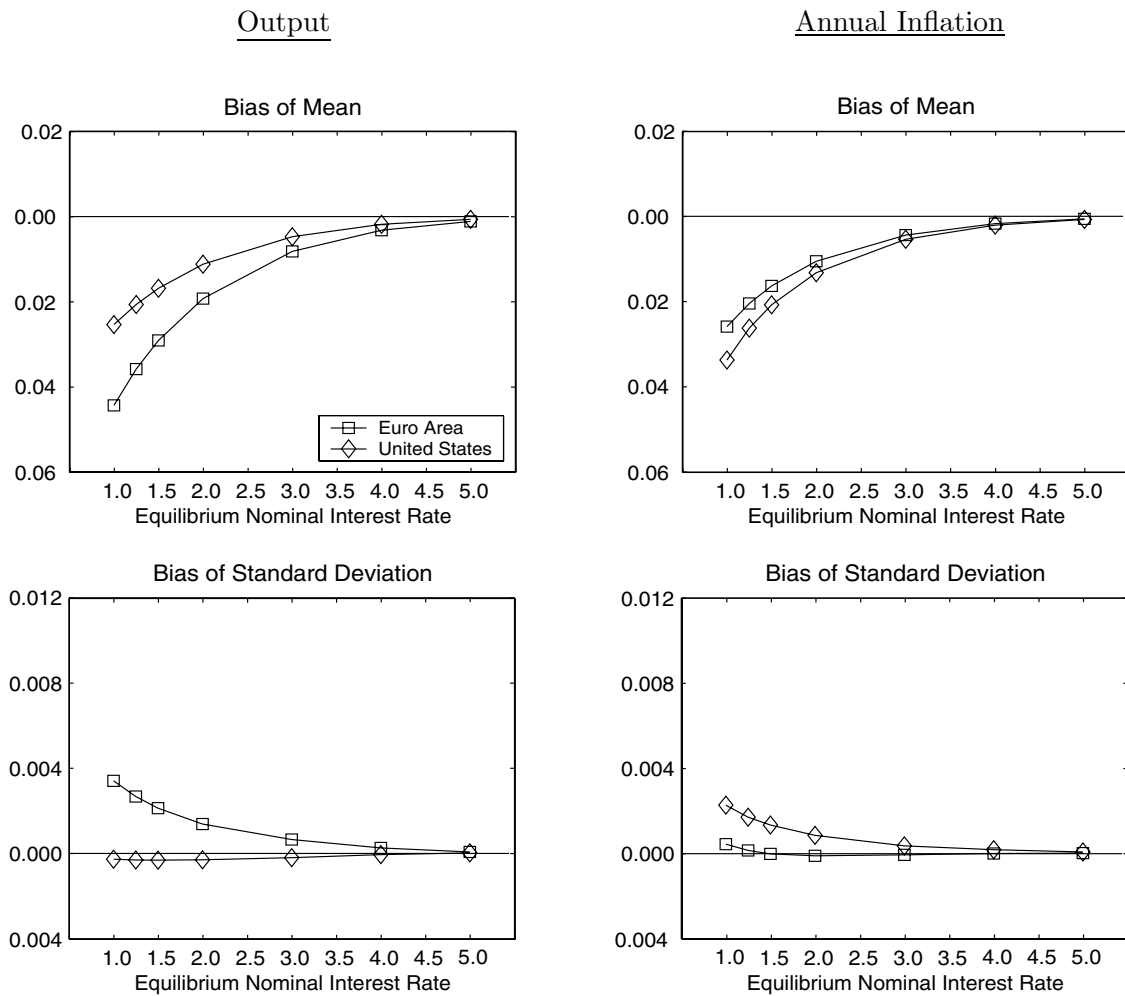 Output
Annual Inflation
Bias of Mean
0.02
0.00
0.02
0.04
0.06
Euro Area
United States
1.0 1.5 2.0 2.5 3.0 3.5 4.0 4.5 5.0
Equilibrium Nominal Interest Rate
Bias of Mean
0.02
0.00
0.02
0.04
0.06
1.0 1.5 2.0 2.5 3.0 3.5 4.0 4.5 5.0
Equilibrium Nominal Interest Rate
Bias of Standard Deviation
0.012
0.008
0.004
0.000
0.004
1.0 1.5 2.0 2.5 3.0 3.5 4.0 4.5 5.0
Equilibrium Nominal Interest Rate
Bias of Standard Deviation
0.012
0.008
0.004
0.000
0.004
1.0 1.5 2.0 2.5 3.0 3.5 4.0 4.5 5.0
Equilibrium Nominal Interest Rate